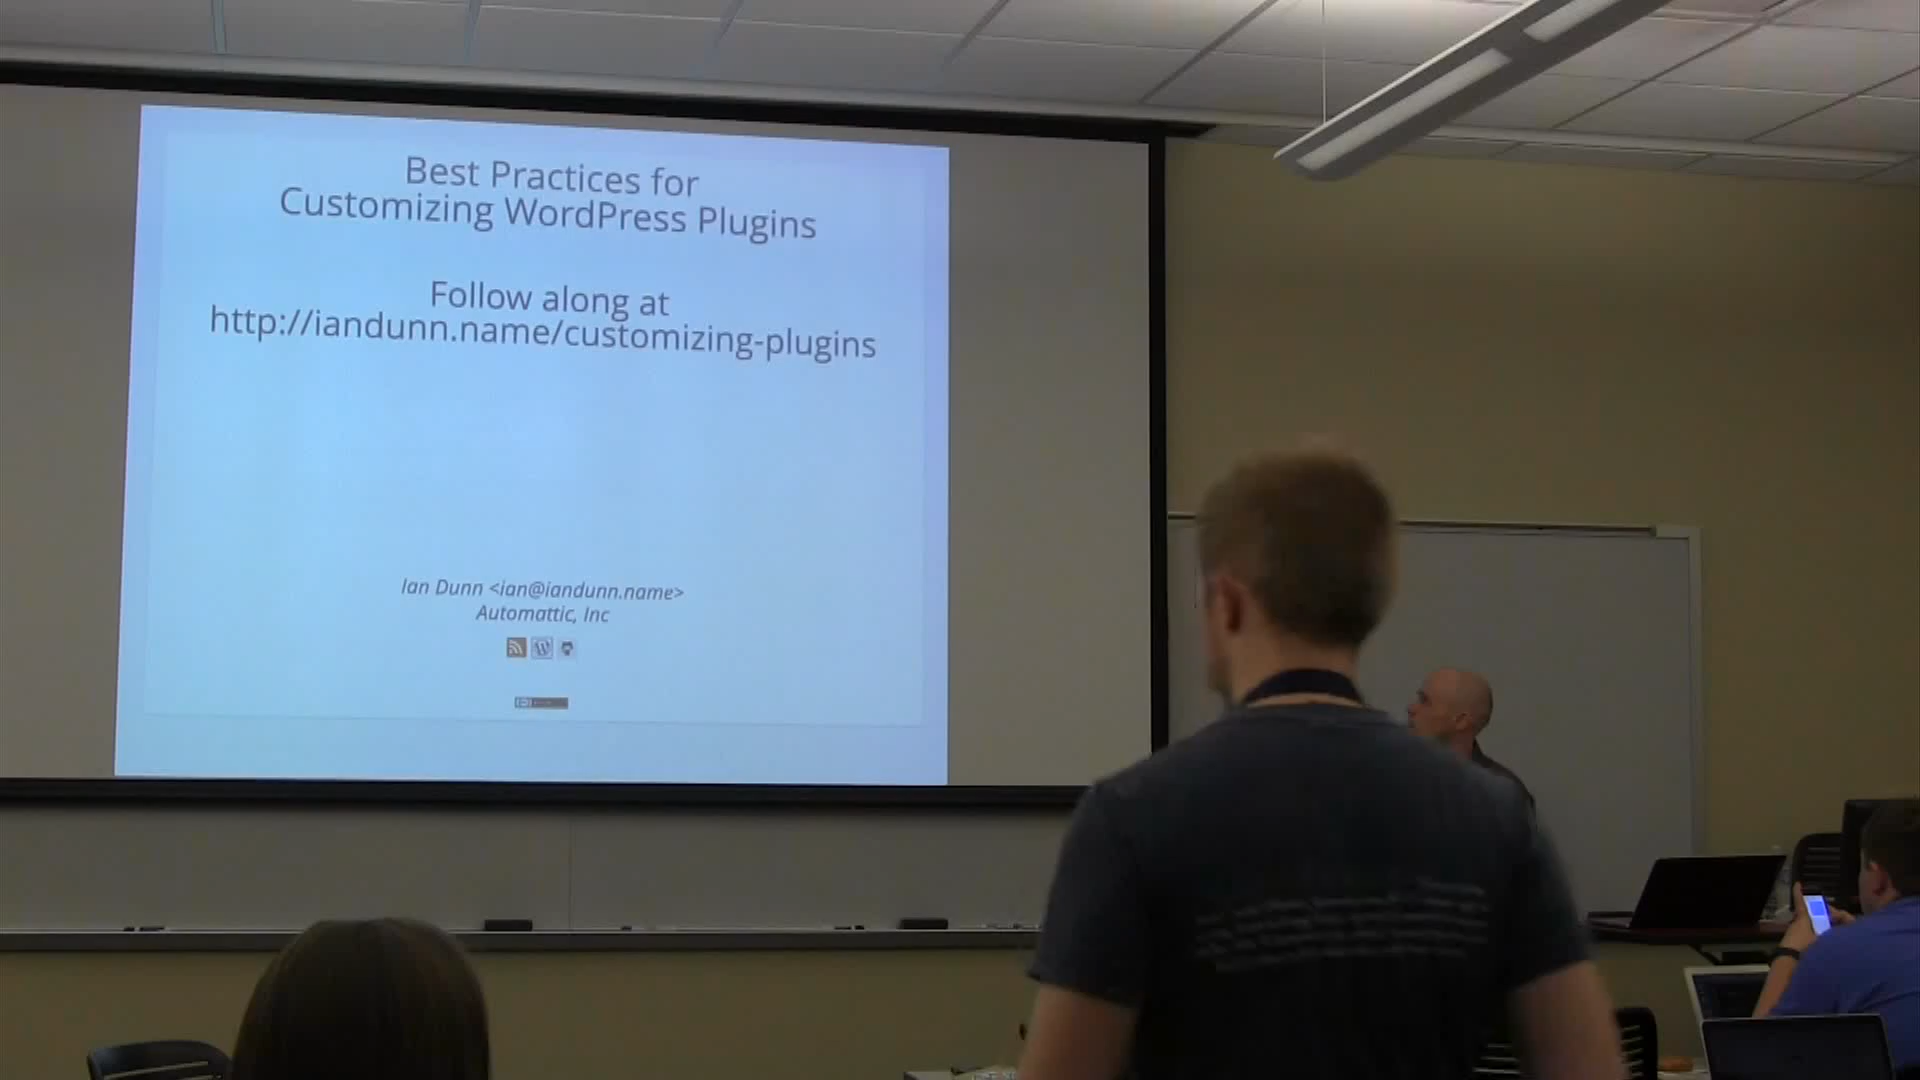 Best Practices for
Customizing WordPress Plugins
Follow along at
http://iandunn.name/customizing-plugins
Ian Dunn <ian@iandunn.name>
Automattic, Inc